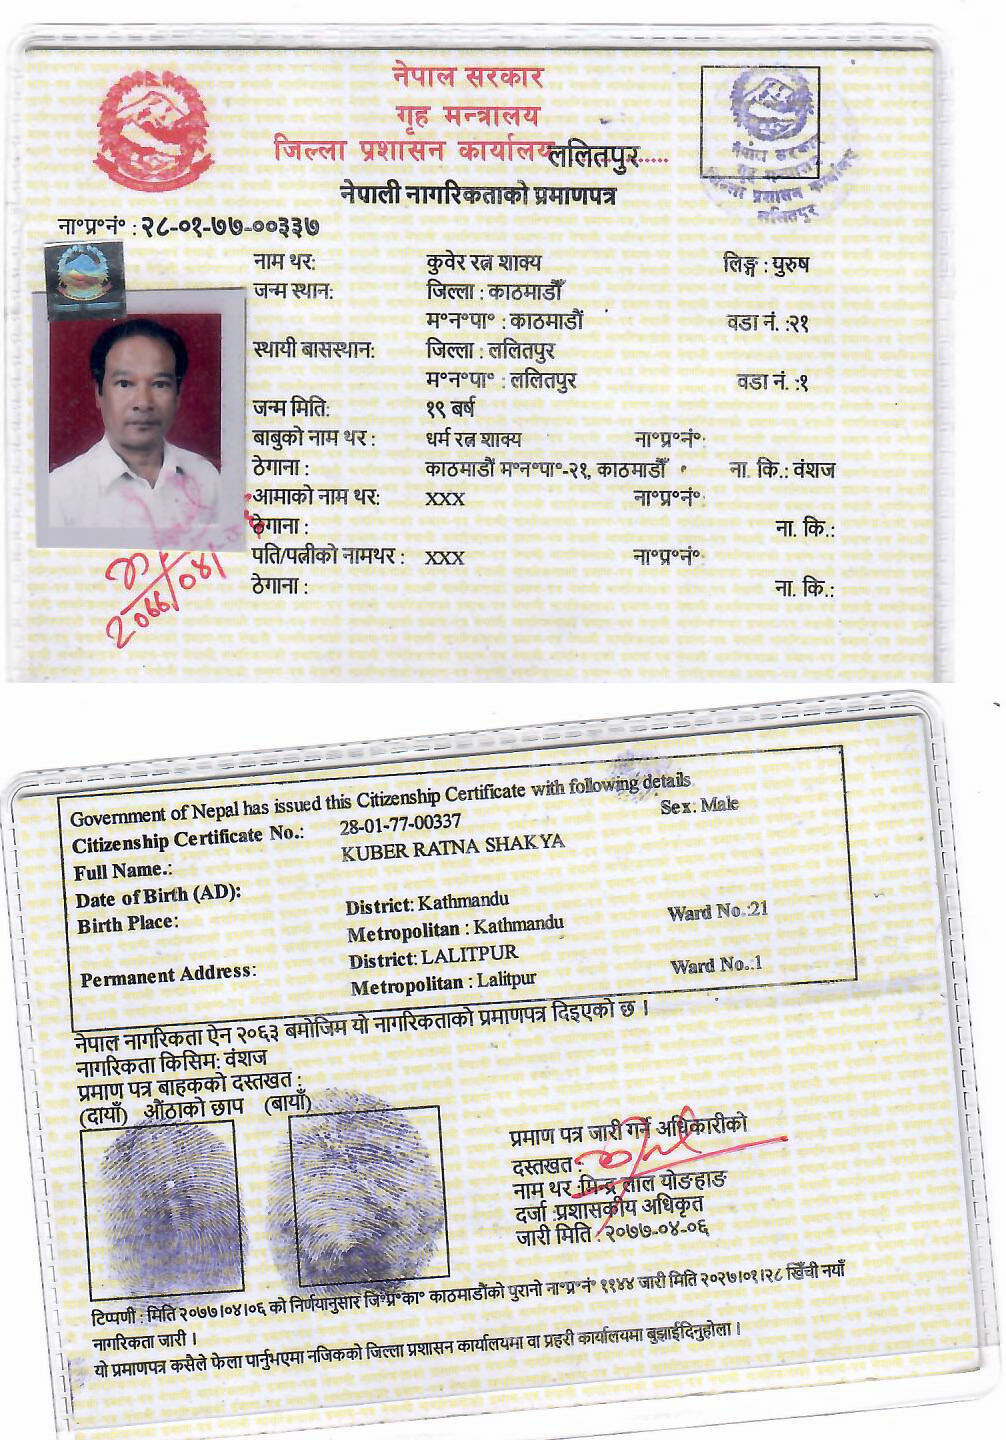 नेपाल सरकार
गृह मन्त्रालय
जिल्ला प्रशासन कार्यालय ललितपुर
नेपाली नागरिकताको प्रमाणपत्र
नेपाल सरकार
गृह मन्त्रालय
जिल्ला प्रशासन कार्यालय
ललितपुर
ना॰प्र॰नं॰ : २८-०१-७७-००३३७
नाम थर: कुवेर रत्न शाक्य लिङ्ग : पुरुष
जन्म स्थान: जिल्ला : काठमाडौँ
म॰न॰पा॰ : काठमाडौं वडा नं. :२१
स्थायी बासस्थान: जिल्ला : ललितपुर
म॰न॰पा॰ : ललितपुर वडा नं. :१
जन्म मिति: १९ बर्ष
बाबुको नाम थर : धर्म रत्न शाक्य ना॰प्र॰नं॰
ठेगाना : काठमाडौं म॰न॰पा॰-२१, काठमाडौँ ना. कि.: वंशज
आमाको नाम थर: xxx ना॰प्र॰नं॰
ठेगाना : ना. कि.:
पति/पत्नीको नामथर : xxx ना॰प्र॰नं॰
ठेगाना : ना. कि.:
Government of Nepal has issued this Citizenship Certificate with following details
Citizenship Certificate No.: 28-01-77-00337 Sex: Male
Full Name.: KUBER RATNA SHAKYA
Date of Birth (AD):
Birth Place: District: Kathmandu
Metropolitan : Kathmandu Ward No.:21
Permanent Address: District: LALITPUR
Metropolitan : Lalitpur Ward No.:1
नेपाल नागरिकता ऐन २०६३ बमोजिम यो नागरिकताको प्रमाणपत्र दिइएको छ ।
नागरिकता किसिम: वंशज
प्रमाण पत्र बाहकको दस्तखत :
(दायाँ) औंठाको छाप (बायाँ)
प्रमाण पत्र जारी गर्ने अधिकारीको
दस्तखत :
नाम थर :मिन्द्र लाल योङहाङ
दर्जा :प्रशासकीय अधिकृत
जारी मिति : २०७७-०४-०६
टिप्पणी : मिति २०७७।०४।०६ को निर्णयानुसार जि॰प्र॰का॰ काठमाडौंको पुरानो ना॰प्र॰नं॰ ११४४ जारी मिति २०२७।०१।२८ खिँची नयाँ
नागरिकता जारी ।
यो प्रमाणपत्र कसैले फेला पार्नुभएमा नजिकको जिल्ला प्रशासन कार्यालयमा वा प्रहरी कार्यालयमा बुझाईदिनुहोला ।